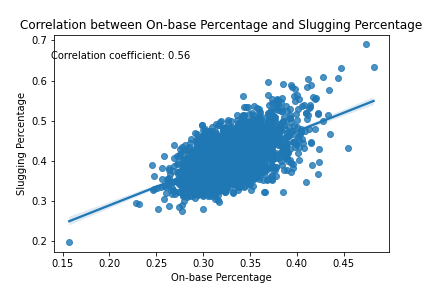 Correlation between On-base Percentage and Slugging Percentage
Correlation coefficient: 0.56
Slugging Percentage
0.7
0.6
0.5
0.4
0.3
0.2
0.15 0.20 0.25 0.30 0.35 0.40 0.45
On-base Percentage